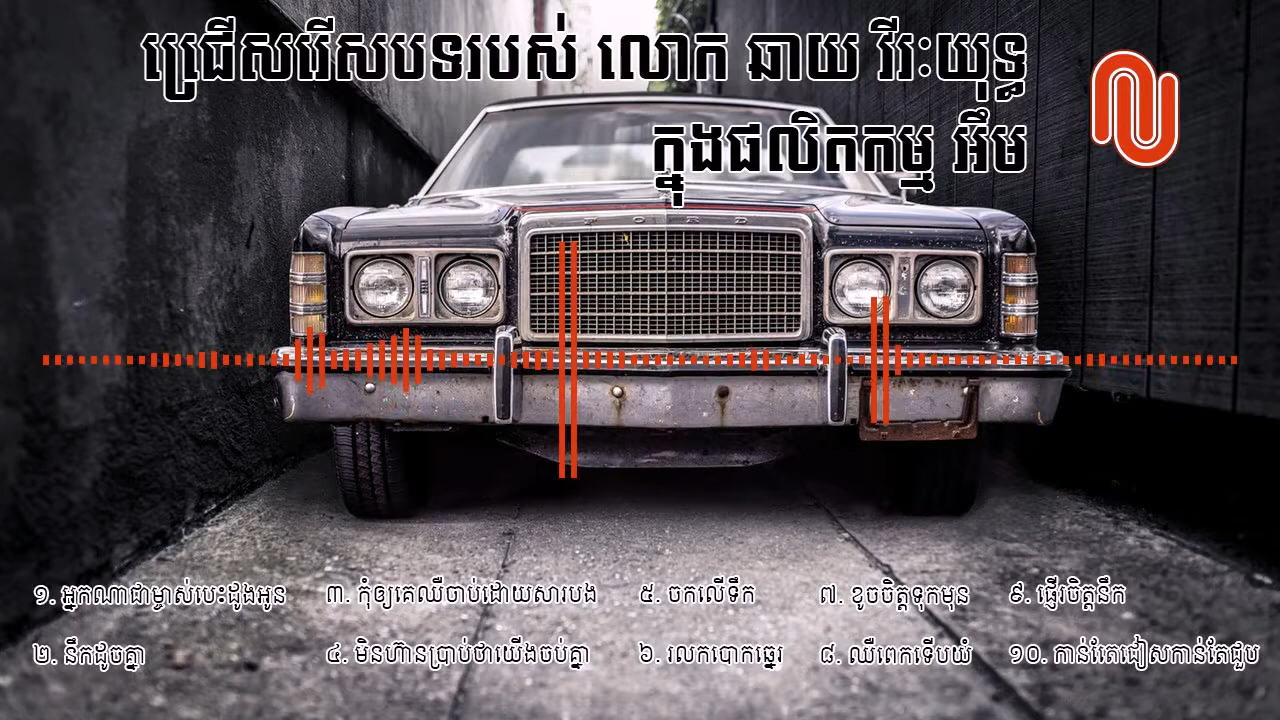 ជ្រើសរើសបទរបស់ លោក ឆាយ វីរៈយុទ្ធ
ក្នុងផលិតកម្ម អឹម
FORD
១. អ្នកណាជាម្ចាស់បេះដូងអូន
២. នឹកដូចគ្នា
៣. កុំឲ្យគេឈឺចាប់ដោយសារបង
៤. មិនហ៊ានប្រាប់ថាយើងចប់គ្នា
៥. ចកលើទឹក
៦. រលកបោកឆ្នេរ
៧. ខូចចិត្តទុកមុន
៨. ឈឺពេកទើបយំ
៩. ផ្ញើរចិត្តនឹក
១០. កាន់តែជៀសកាន់តែជួប